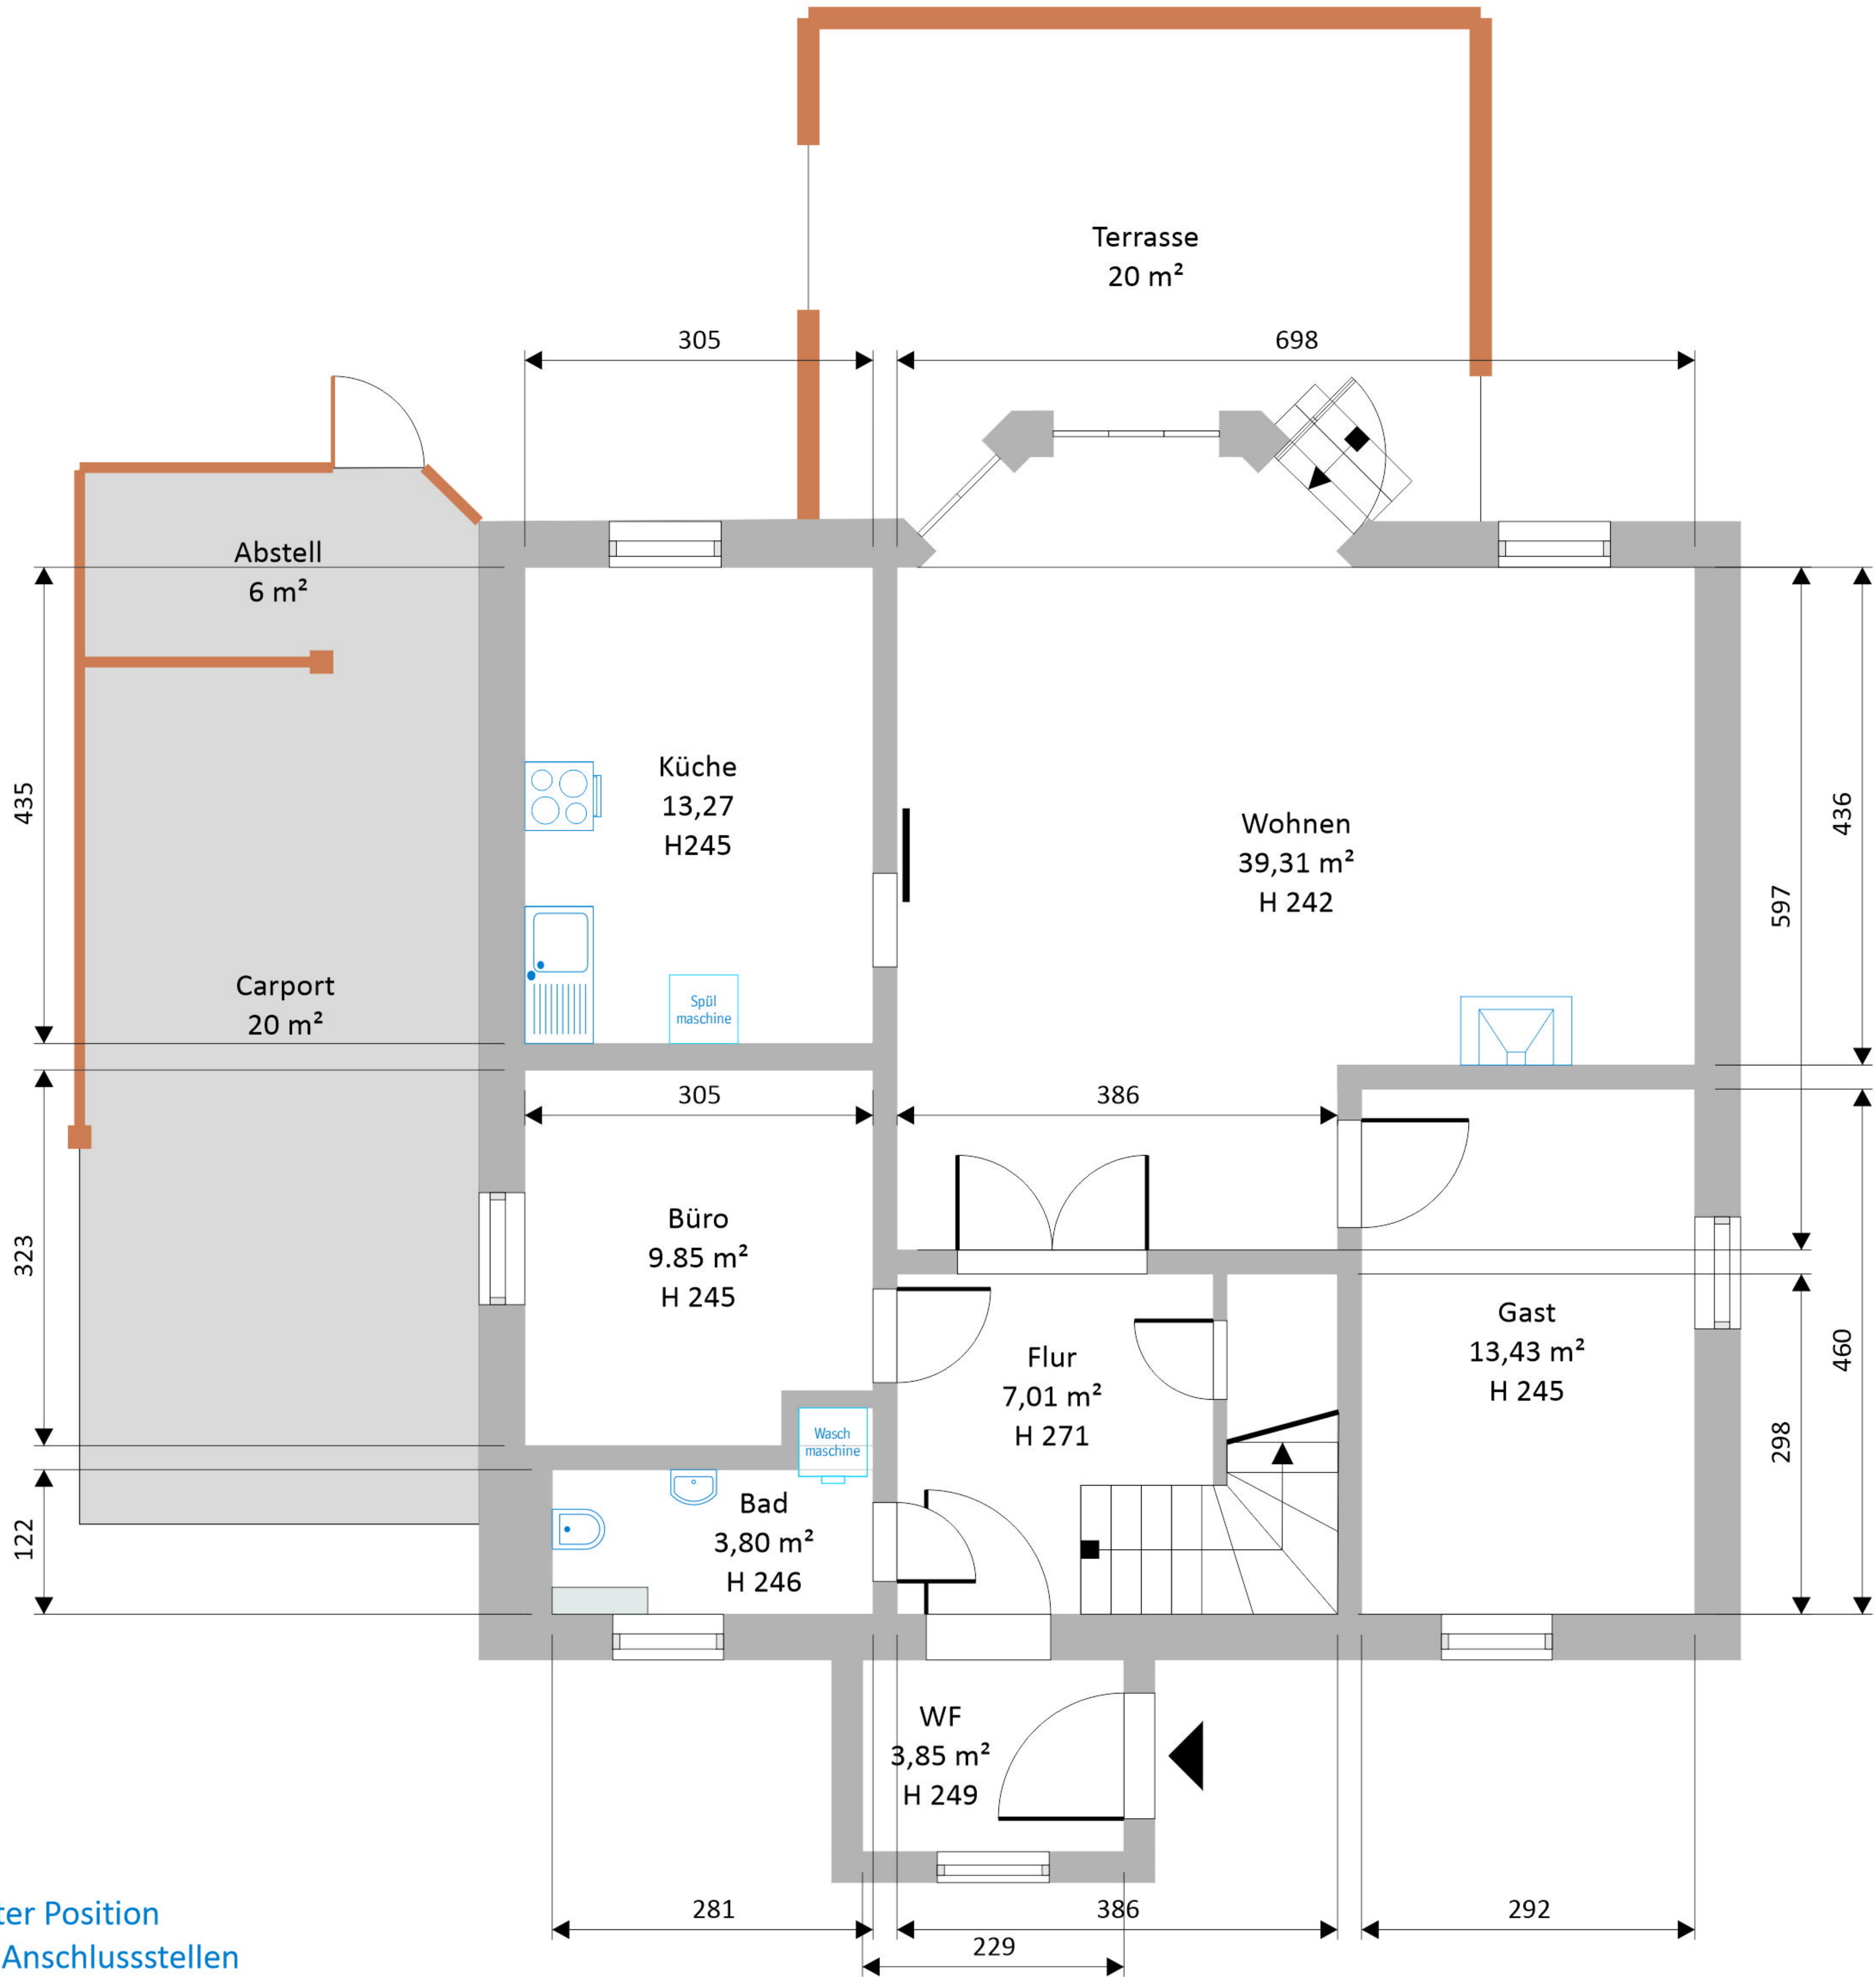 Terrasse
20 m²
305
698
Abstell
6 m²
435
Küche
13,27
H245
Wohnen
39,31 m²
H 242
436
597
Carport
20 m²
Spül
maschine
305
386
323
Büro
9.85 m²
H 245
Flur
7,01 m²
H 271
Gast
13,43 m²
H 245
460
298
Wasch
maschine
122
Bad
3,80 m²
H 246
WF
3,85 m²
H 249
281
386
292
229
ter Position
Anschlussstellen